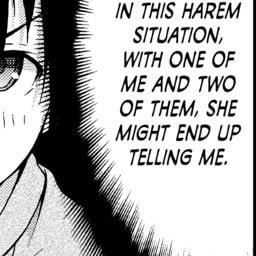 IN THIS HAREM
SITUATION,
WITH ONE OF
ME AND TWO
OF THEM, SHE
MIGHT END UP
TELLING ME.